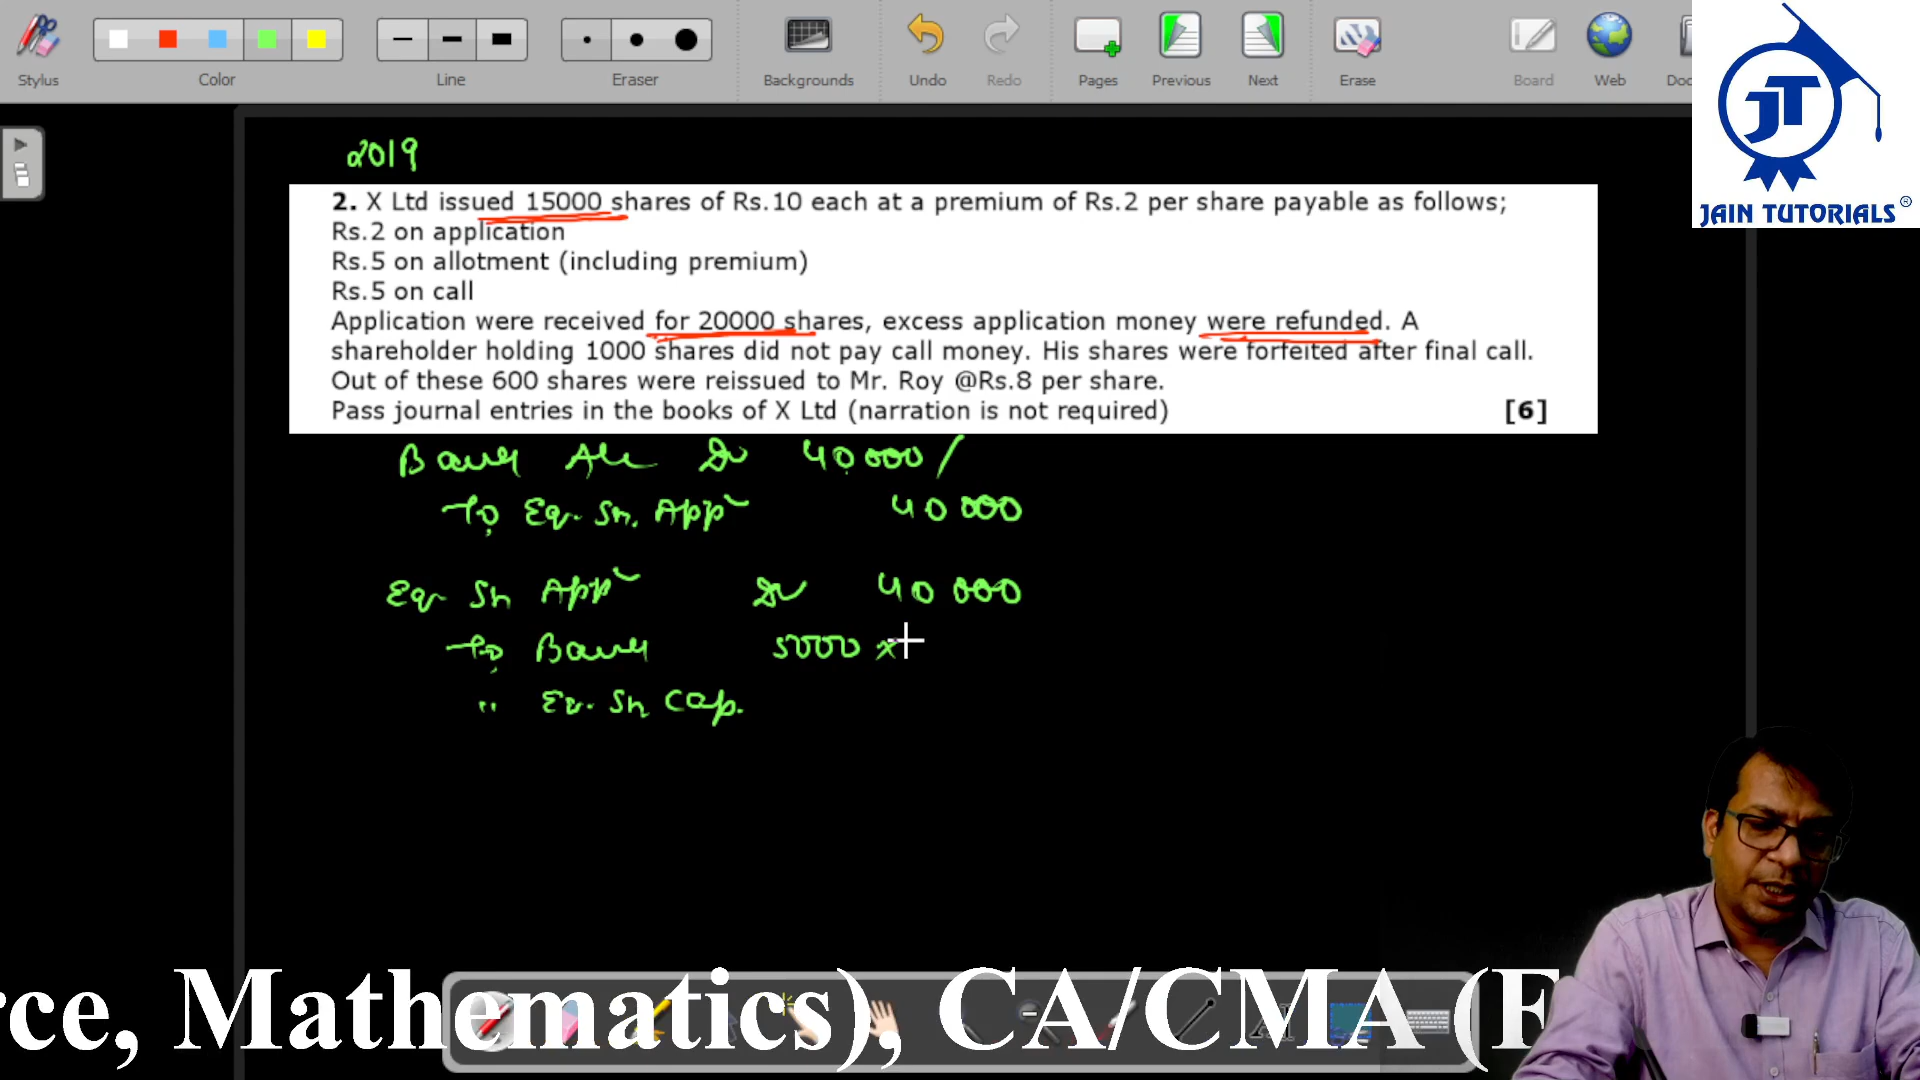 Stylus Color Line Eraser Backgrounds Undo Redo Pages Previous Next Erase Board Web Doc
JT
JAIN TUTORIALS®
2019
2. X Ltd issued 15000 shares of Rs.10 each at a premium of Rs.2 per share payable as follows;
Rs.2 on application
Rs.5 on allotment (including premium)
Rs.5 on call
Application were received for 20000 shares, excess application money were refunded. A
shareholder holding 1000 shares did not pay call money. His shares were forfeited after final call.
Out of these 600 shares were reissued to Mr. Roy @Rs.8 per share.
Pass journal entries in the books of X Ltd (narration is not required) [6]
Bank A/c Dr 40000/
To Eq. Sh. Appn 40000
Eq Sh Appn Dr 40000
To Bank 5000 x
" Eq. Sh Cap.
rce, Mathematics), CA/CMA (F